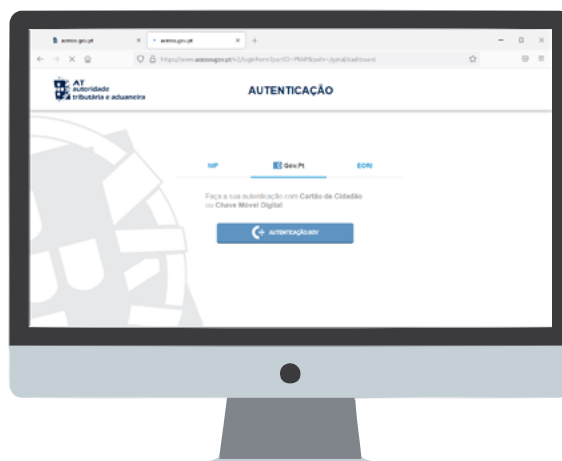 acesso.gov.pt
acesso.gov.pt
AT
autoridade
tributária e aduaneira
AUTENTICAÇÃO
NIF
Gov.Pt
EORI
Faça a sua autenticação com Cartão de Cidadão
ou Chave Móvel Digital
AUTENTICAÇÃO.GOV